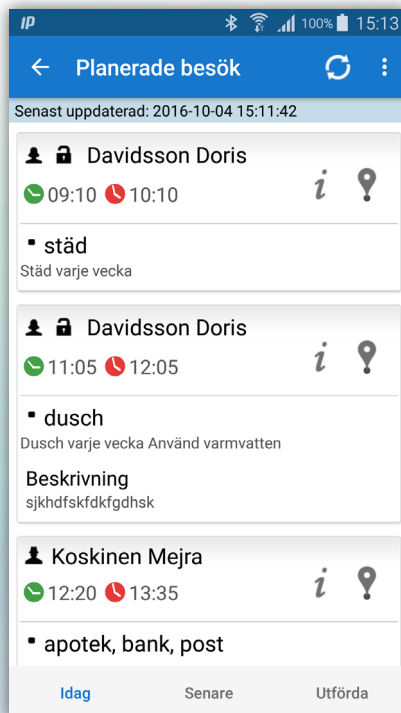 IP 100% 15:13
Planerade besök
Senast uppdaterad: 2016-10-04 15:11:42
Davidsson Doris
09:10 10:10
i
städ
Städ varje vecka
Davidsson Doris
11:05 12:05
i
dusch
Dusch varje vecka Använd varmvatten
Beskrivning
sjkhdfskfdkfgdhsk
Koskinen Mejra
12:20 13:35
i
apotek, bank, post
Idag Senare Utförda